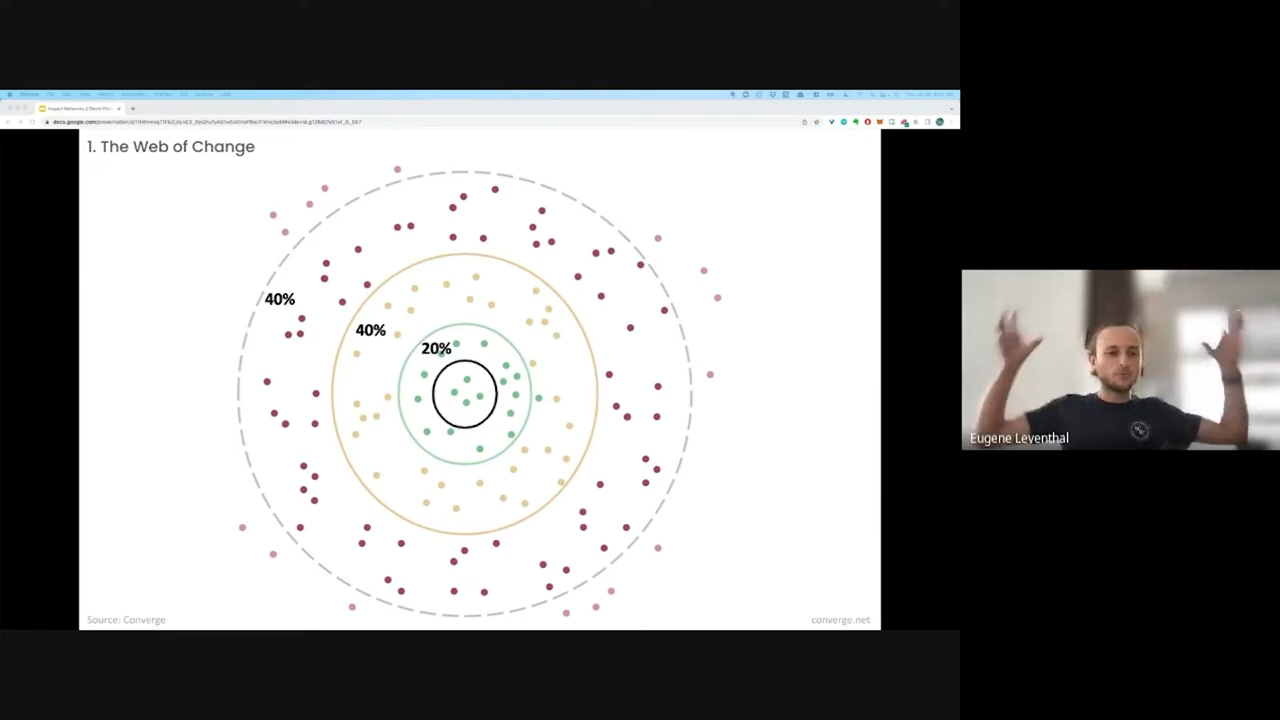 1. The Web of Change
40%
40%
20%
Source: Converge
converge.net
Eugene Leventhal